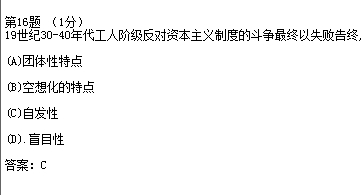 第16题 （1分）
19世纪30-40年代工人阶级反对资本主义制度的斗争最终以失败告终
(A)团体性特点
(B)空想化的特点
(C)自发性
(D).盲目性
答案：C